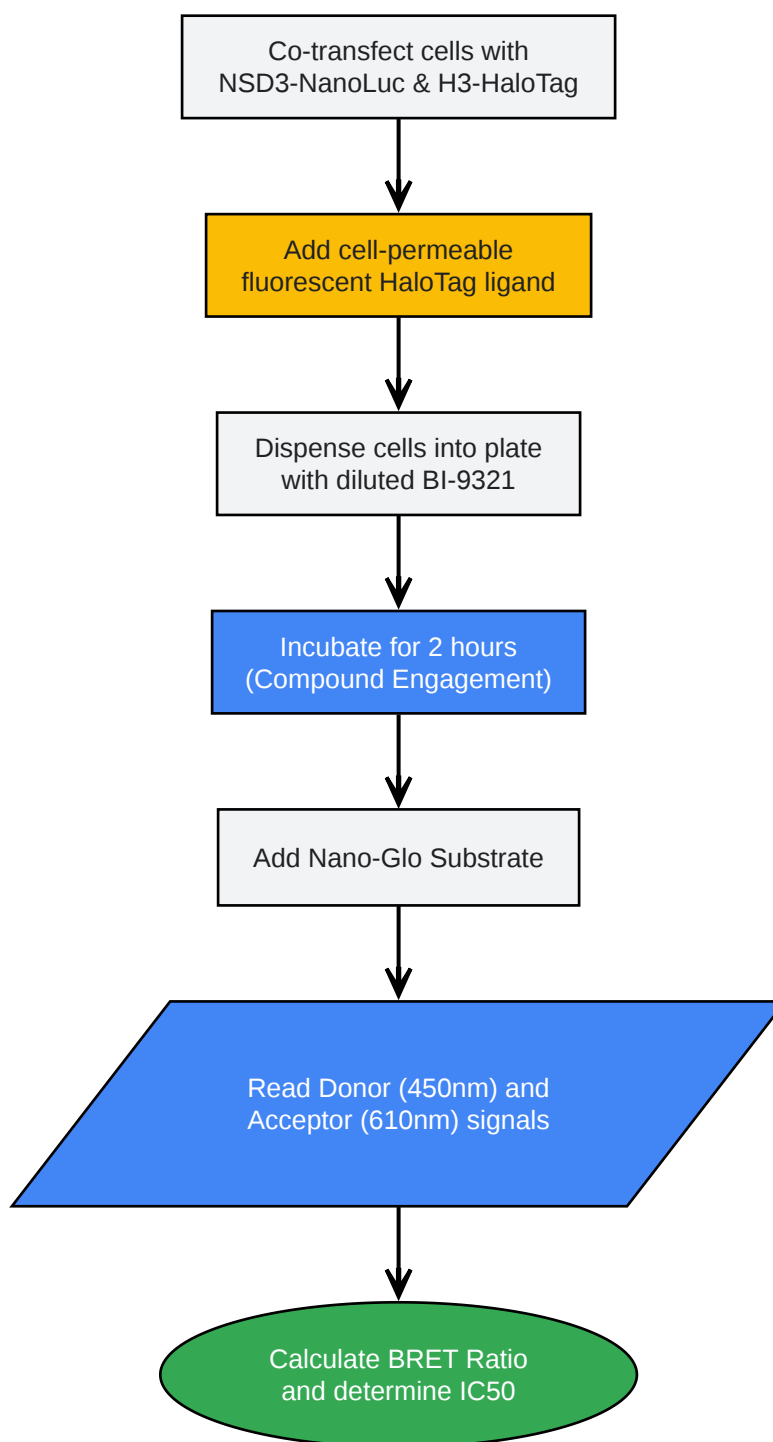 Co-transfect cells with
NSD3-NanoLuc & H3-HaloTag
Add cell-permeable
fluorescent HaloTag ligand
Dispense cells into plate
with diluted BI-9321
Incubate for 2 hours
(Compound Engagement)
Add Nano-Glo Substrate
Read Donor (450nm) and
Acceptor (610nm) signals
Calculate BRET Ratio
and determine IC50